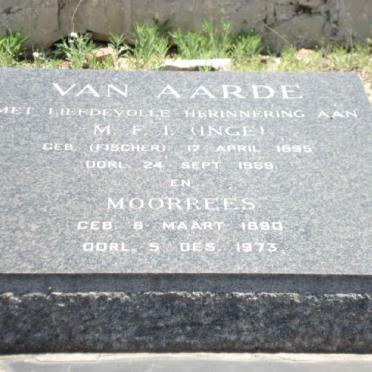 VAN AARDE
MET LIEFDEVOLLE HERINNERING AAN
M. F. I. (INGE)
GEB. (FISCHER) 17 APRIL 1895
OORL. 24 SEPT. 1959
EN
MOORREES
GEB. 8 MAART 1890
OORL. 5 DES. 1973.